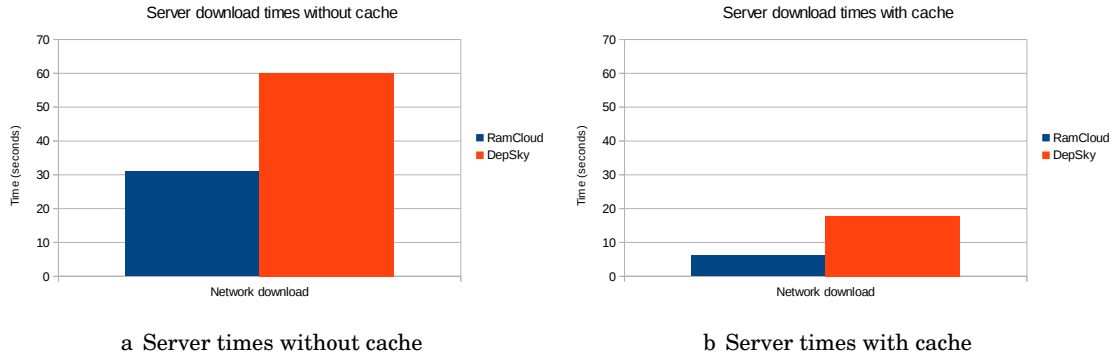 Server download times without cache
70
60
50
40
30
20
10
0
Time (seconds)
Network download
RamCloud
DepSky
a Server times without cache
Server download times with cache
70
60
50
40
30
20
10
0
Time (seconds)
Network download
RamCloud
DepSky
b Server times with cache